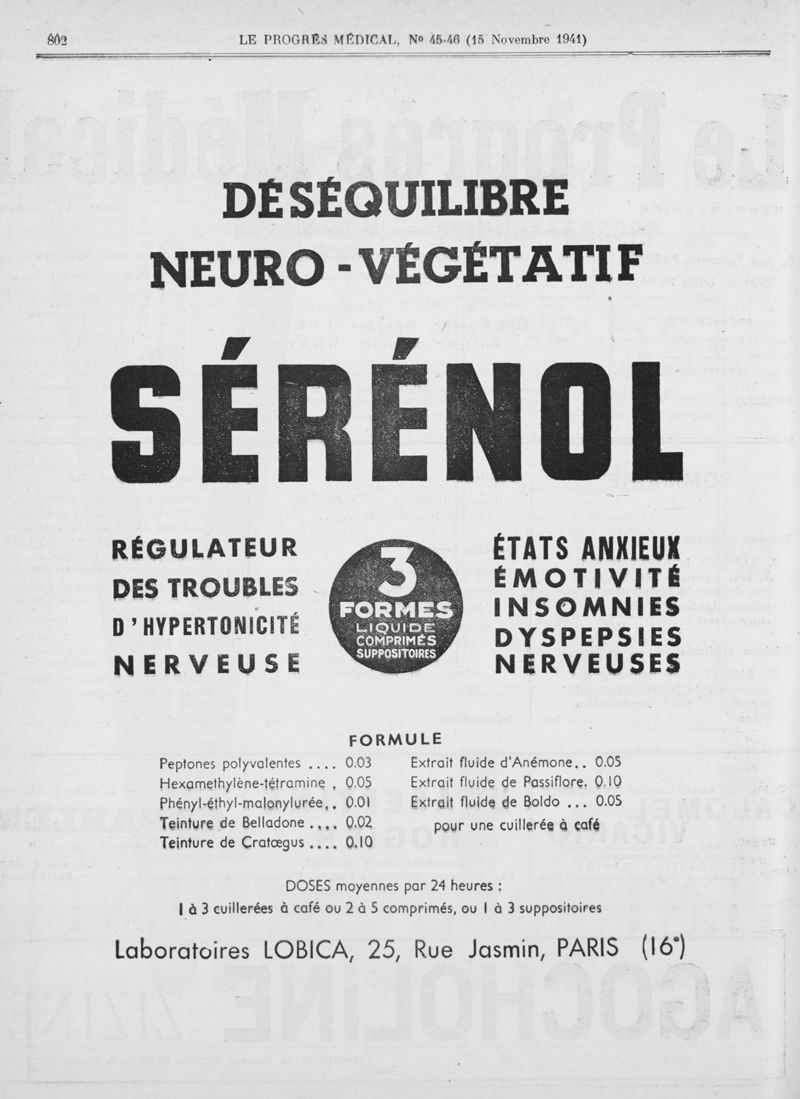 802
LE PROGRÈS MÉDICAL, Nº 45-46 (15 Novembre 1941)
DÉSÉQUILIBRE
NEURO - VÉGÉTATIF
SÉRÉNOL
RÉGULATEUR
DES TROUBLES
D'HYPERTONICITÉ
NERVEUSE
3
FORMES
LIQUIDE
COMPRIMÉS
SUPPOSITOIRES
ÉTATS ANXIEUX
ÉMOTIVITÉ
INSOMNIES
DYSPEPSIES
NERVEUSES
FORMULE
Peptones polyvalentes .... 0.03
Hexamethylène-tétramine . 0.05
Phényl-éthyl-malonylurée.. 0.01
Teinture de Belladone .... 0.02
Teinture de Cratœgus .... 0.10
Extrait fluide d'Anémone.. 0.05
Extrait fluide de Passiflore. 0.10
Extrait fluide de Boldo ... 0.05
pour une cuillerée à café
DOSES moyennes par 24 heures :
1 à 3 cuillerées à café ou 2 à 5 comprimés, ou 1 à 3 suppositoires
Laboratoires LOBICA, 25, Rue Jasmin, PARIS (16e)